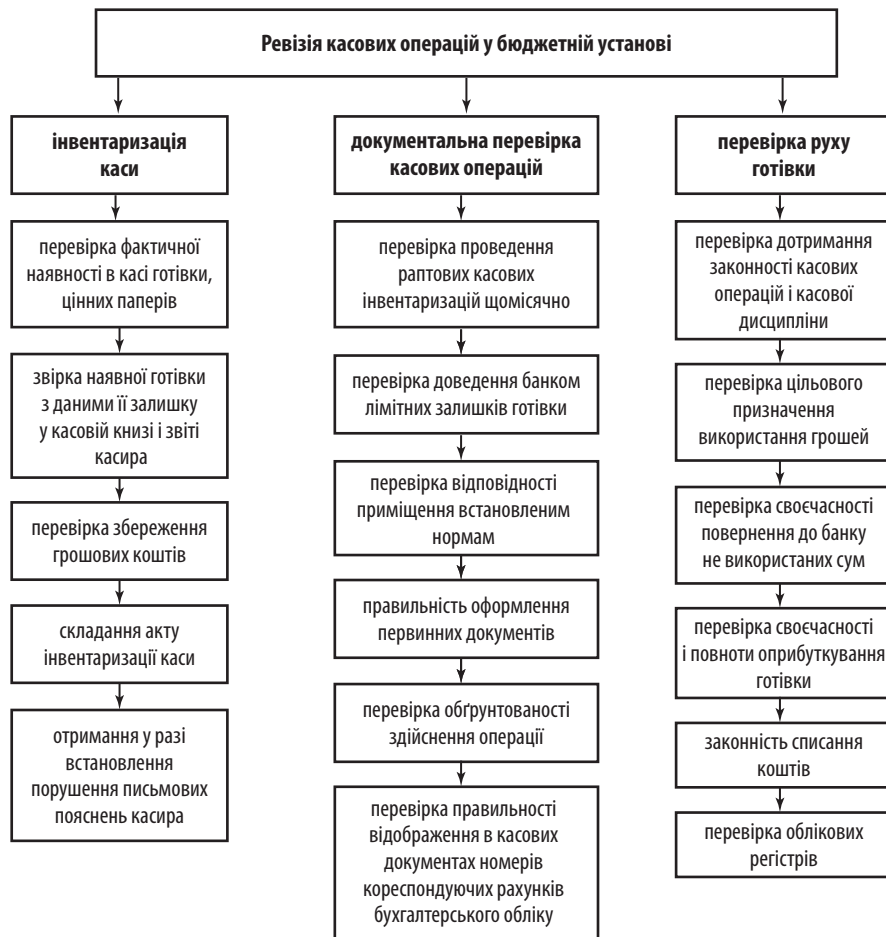 Ревізія касових операцій у бюджетній установі
інвентаризація
каси
перевірка фактичної
наявності в касі готівки,
цінних паперів
звірка наявної готівки
з даними її залишку
у касовій книзі і звіті
касира
перевірка збереження
грошових коштів
складання акту
інвентаризації каси
отримання у разі
встановлення
порушення письмових
пояснень касира
документальна перевірка
касових операцій
перевірка проведення
раптових касових
інвентаризацій щомісячно
перевірка доведення банком
лімітних залишків готівки
перевірка відповідності
приміщення встановленим
нормам
правильність оформлення
первинних документів
перевірка обґрунтованості
здійснення операції
перевірка правильності
відображення в касових
документах номерів
кореспондуючих рахунків
бухгалтерського обліку
перевірка руху
готівки
перевірка дотримання
законності касових
операцій і касової
дисципліни
перевірка цільового
призначення
використання грошей
перевірка своєчасності
повернення до банку
не використаних сум
перевірка своєчасності
і повноти оприбуткування
готівки
законність списання
коштів
перевірка облікових
регістрів